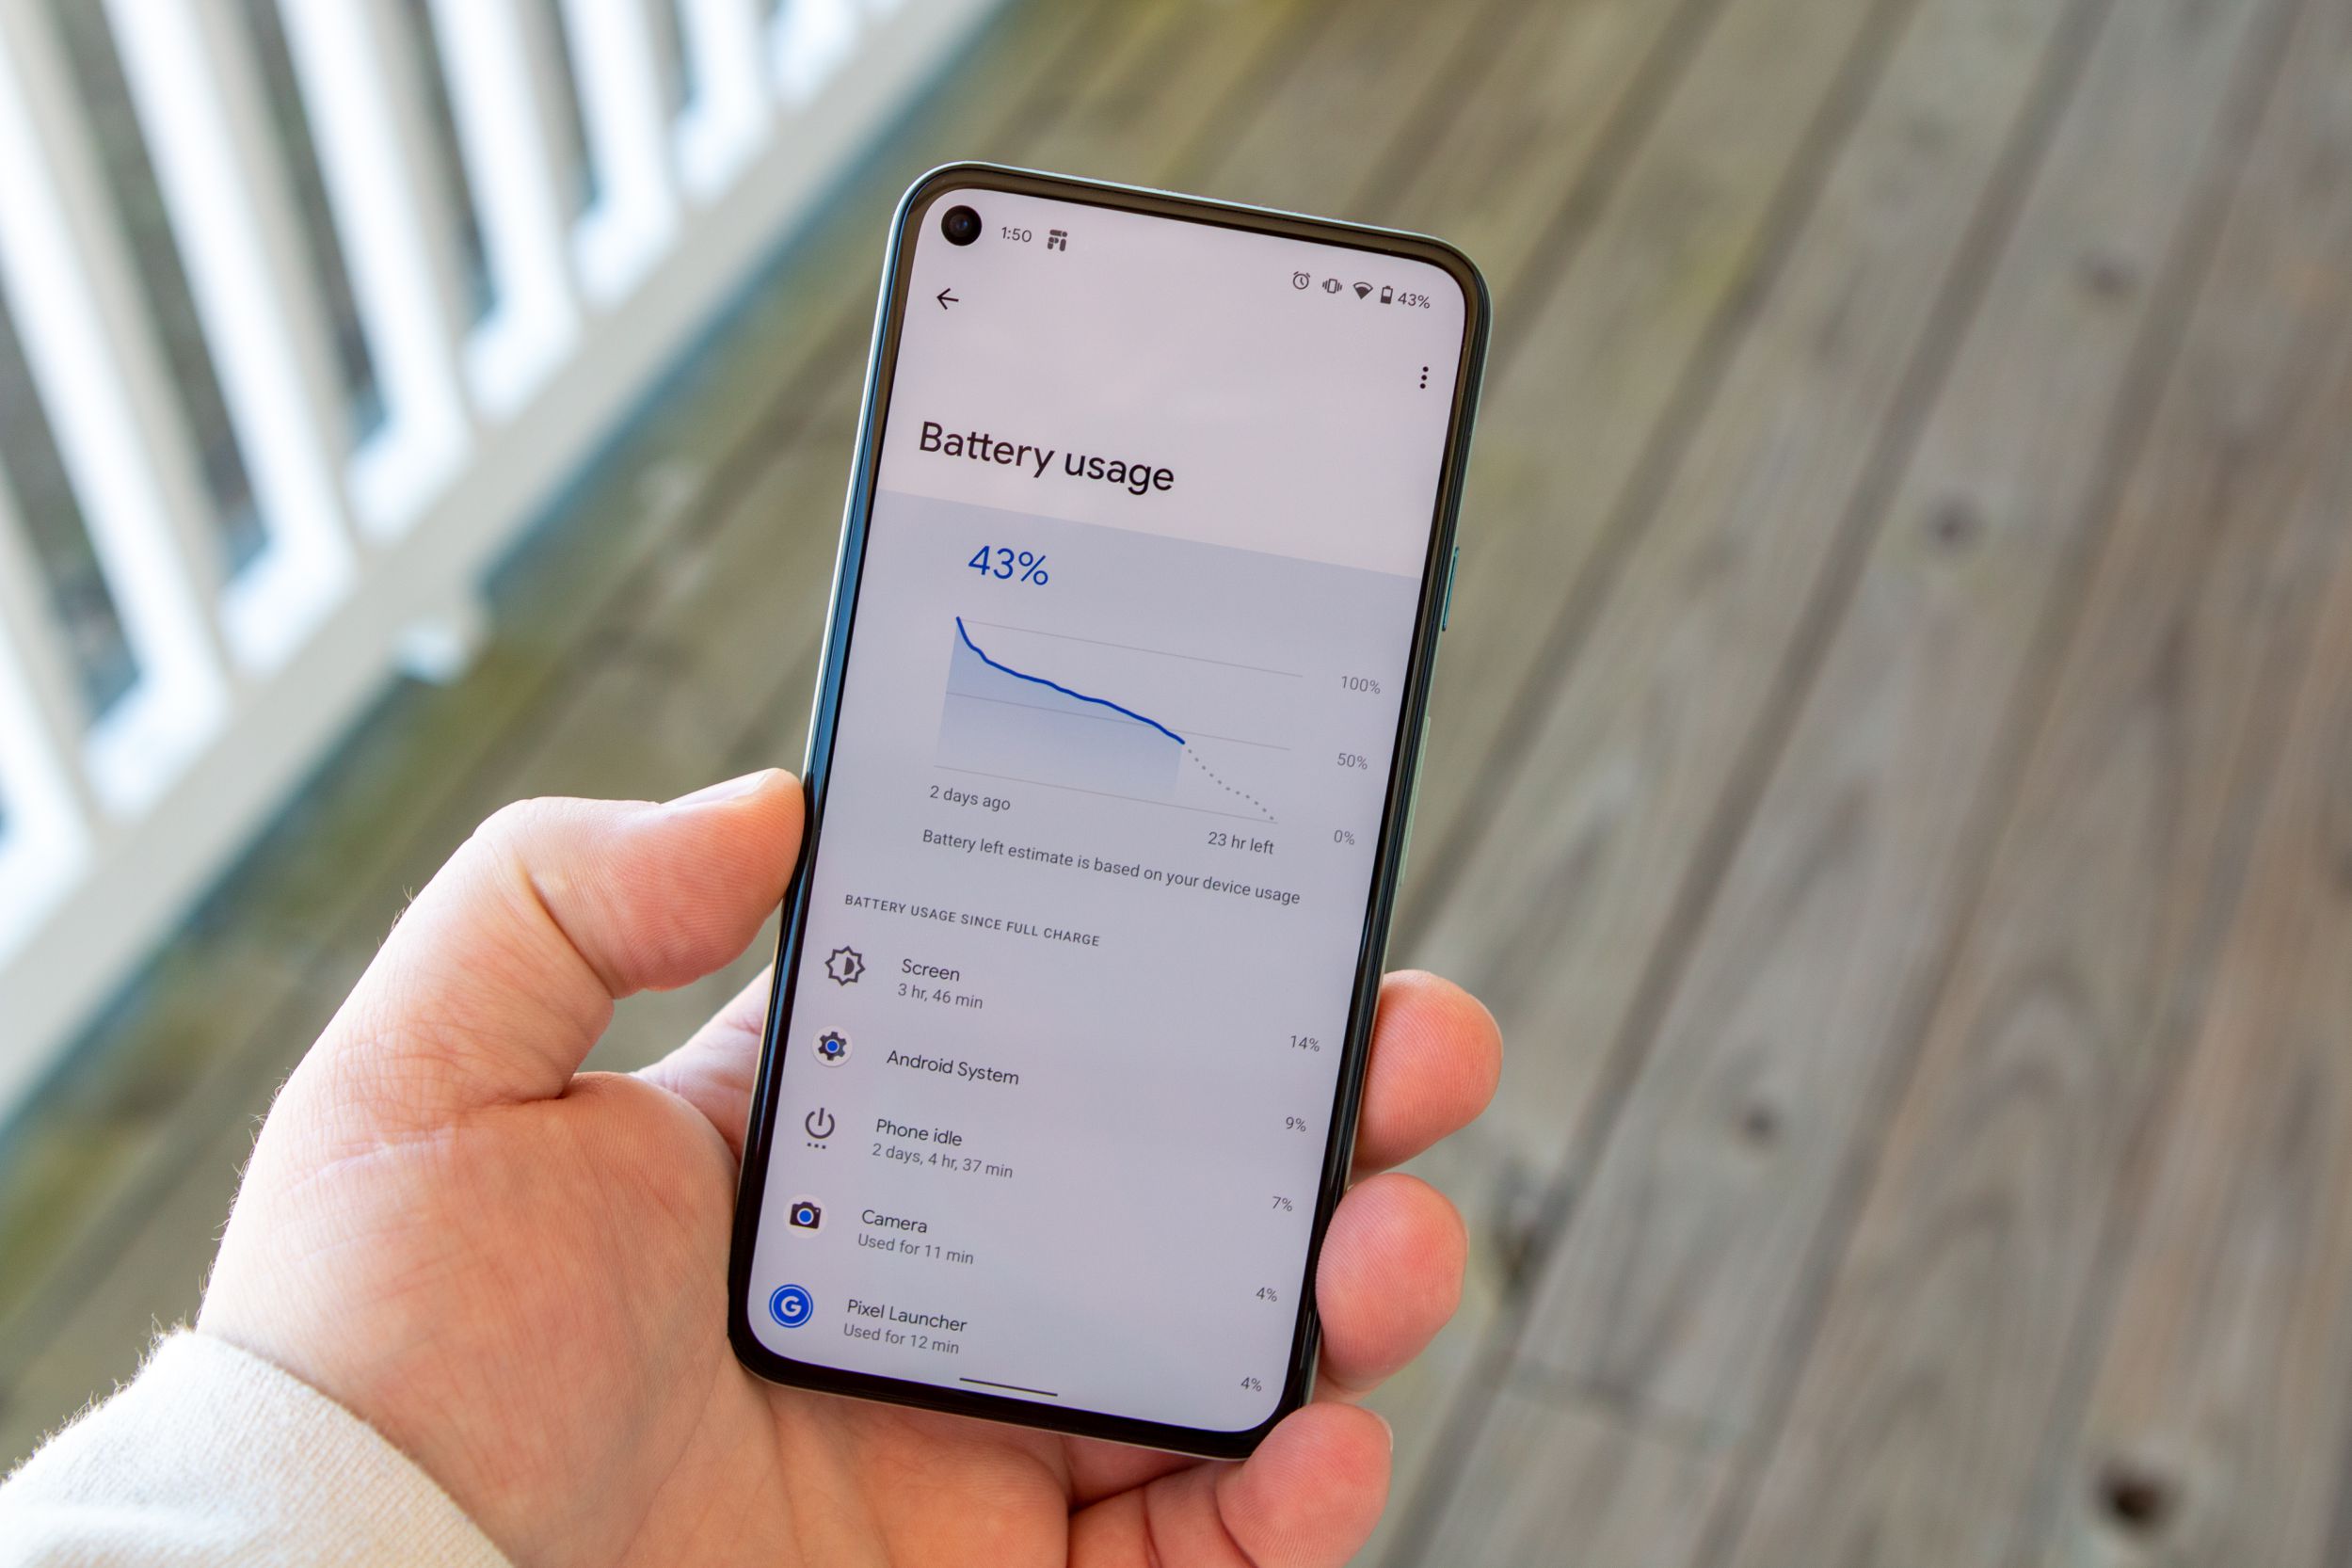 1:50
43%
Battery usage
43%
100%
50%
0%
2 days ago
23 hr left
Battery left estimate is based on your device usage
BATTERY USAGE SINCE FULL CHARGE
Screen
3 hr, 46 min
14%
Android System
9%
Phone idle
2 days, 4 hr, 37 min
7%
Camera
Used for 11 min
4%
G
Pixel Launcher
Used for 12 min
4%